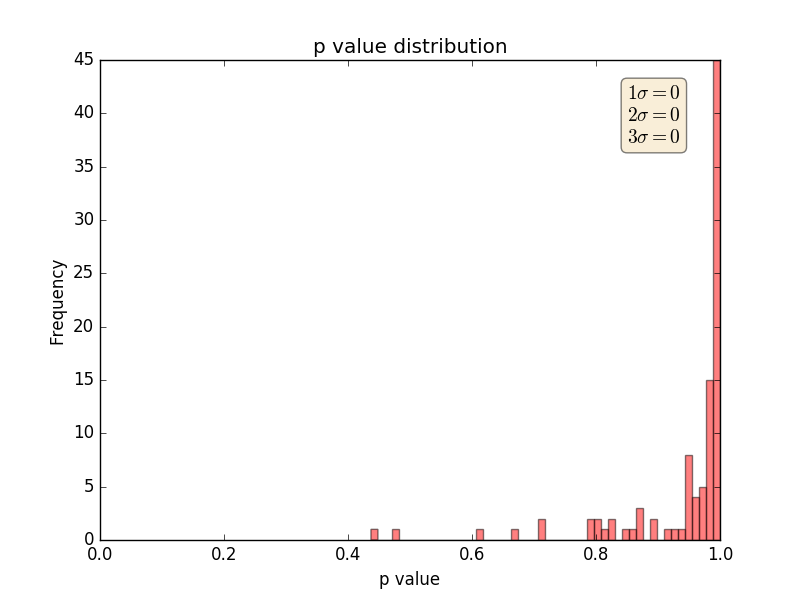 p value distribution
45
40
35
30
25
20
15
10
5
0
Frequency
1σ = 0
2σ = 0
3σ = 0
0.0 0.2 0.4 0.6 0.8 1.0
p value